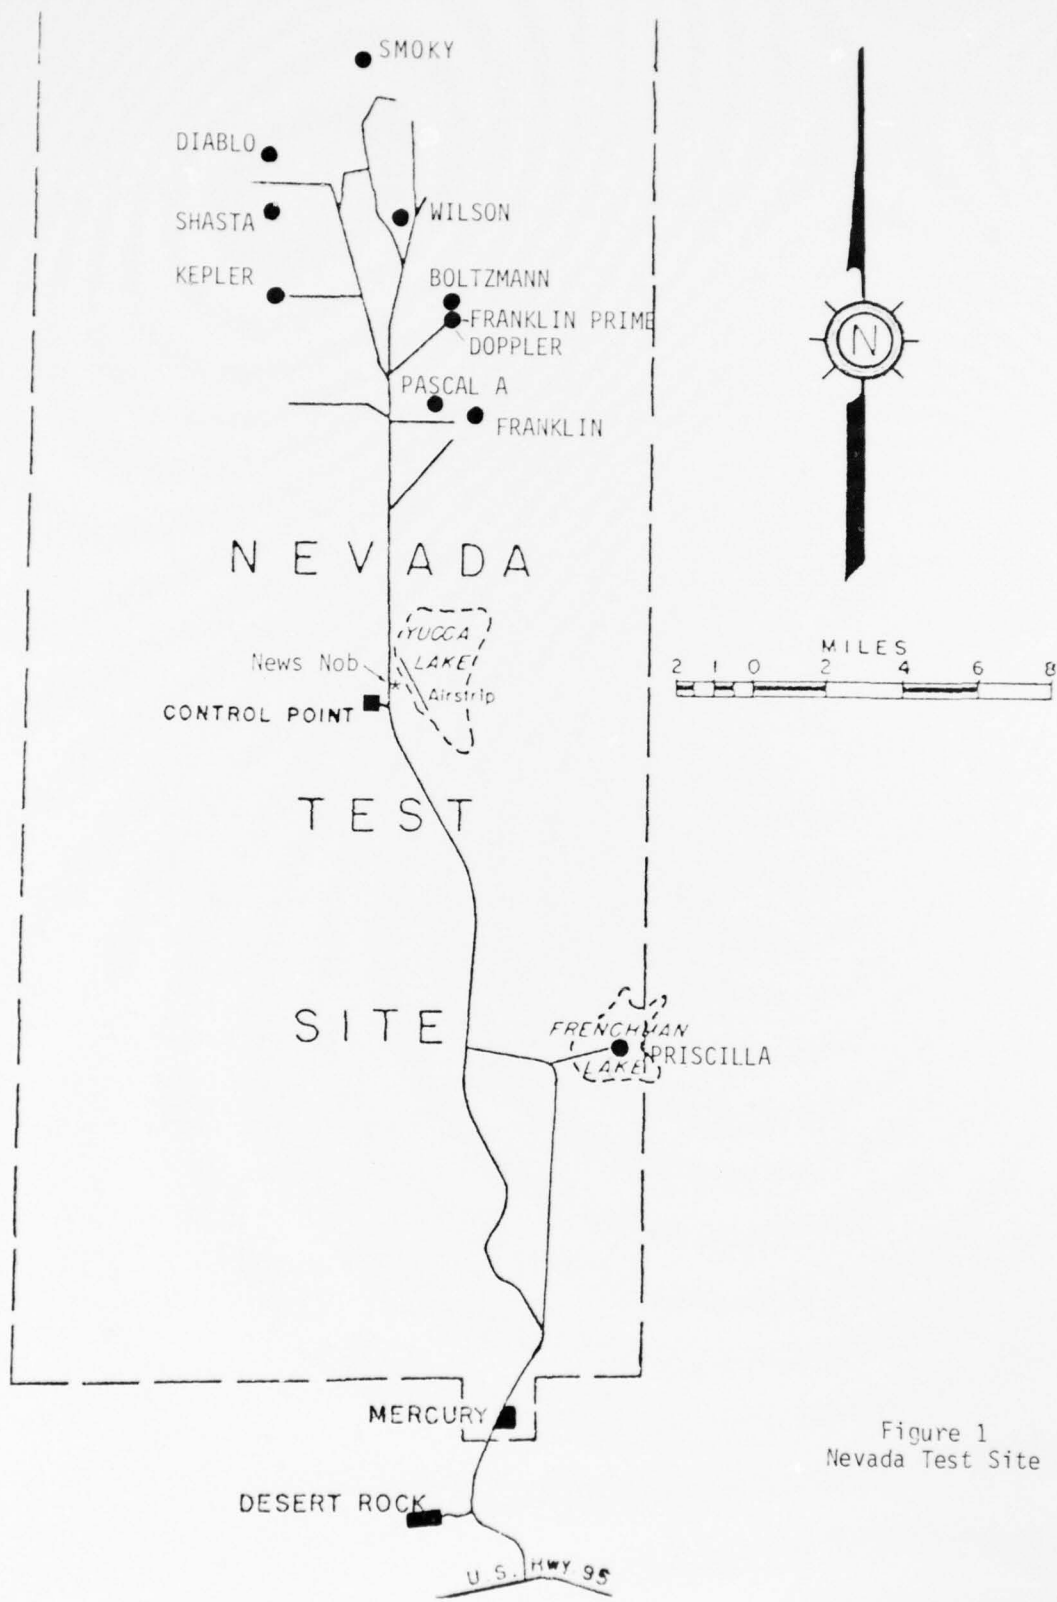 SMOKY
DIABLO
SHASTA
WILSON
KEPLER
BOLTZMANN
FRANKLIN PRIME
DOPPLER
PASCAL A
FRANKLIN
N
NEVADA
YUCCA
LAKE
News Nob
Airstrip
CONTROL POINT
MILES
2 1 0 2 4 6 8
TEST
SITE
FRENCHMAN
LAKE
PRISCILLA
MERCURY
Figure 1
Nevada Test Site
DESERT ROCK
U.S. HWY 95